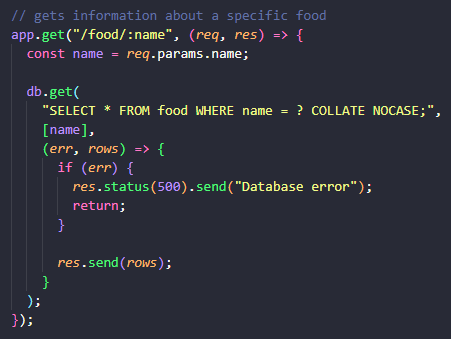 // gets information about a specific food
app.get("/food/:name", (req, res) => {
  const name = req.params.name;

  db.get(
    "SELECT * FROM food WHERE name = ? COLLATE NOCASE;",
    [name],
    (err, rows) => {
      if (err) {
        res.status(500).send("Database error");
        return;
      }

      res.send(rows);
    }
  );
});